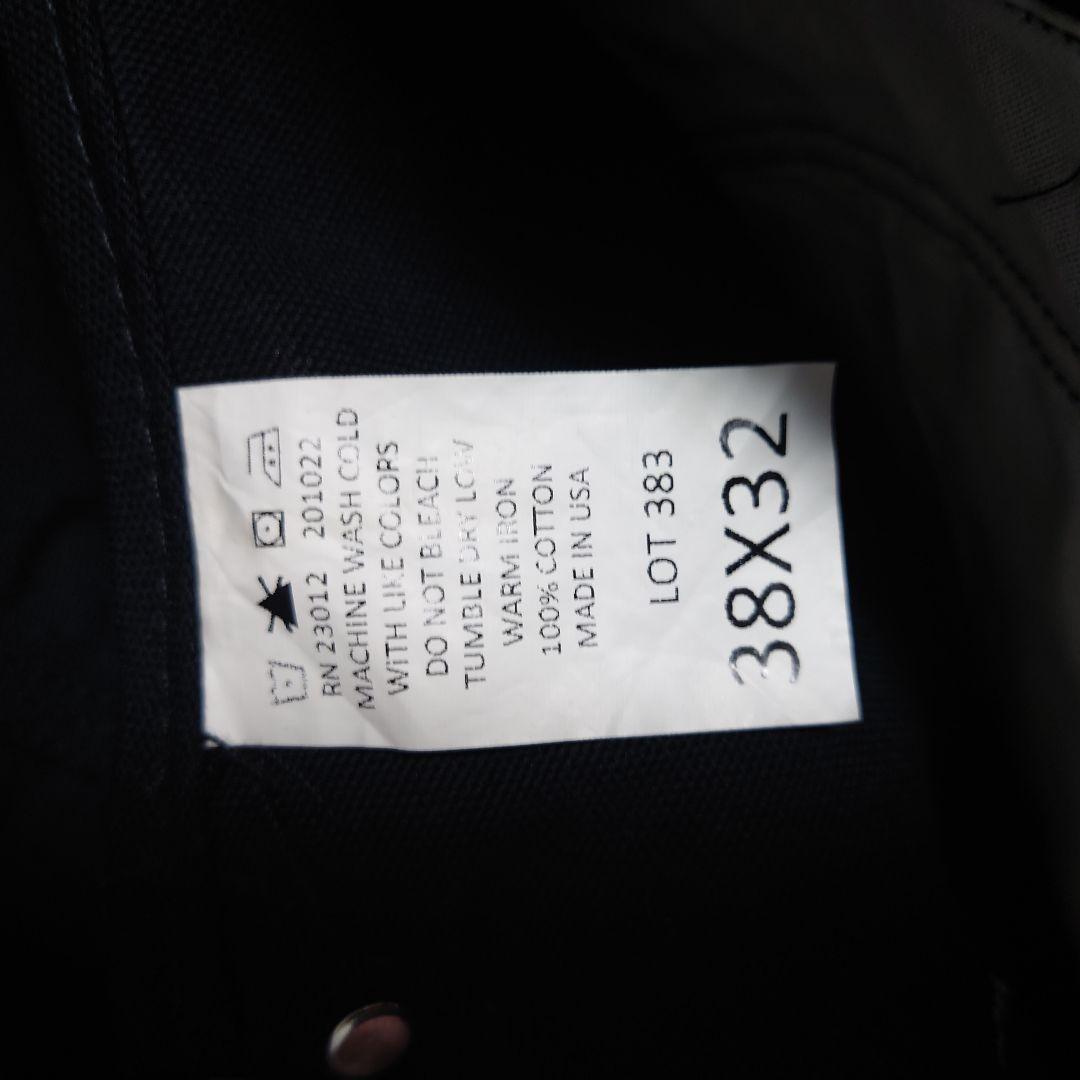 RN 23012 201022
MACHINE WASH COLD
WITH LIKE COLORS
DO NOT BLEACH
TUMBLE DRY LOW
WARM IRON
100% COTTON
MADE IN USA
LOT 383
38X32